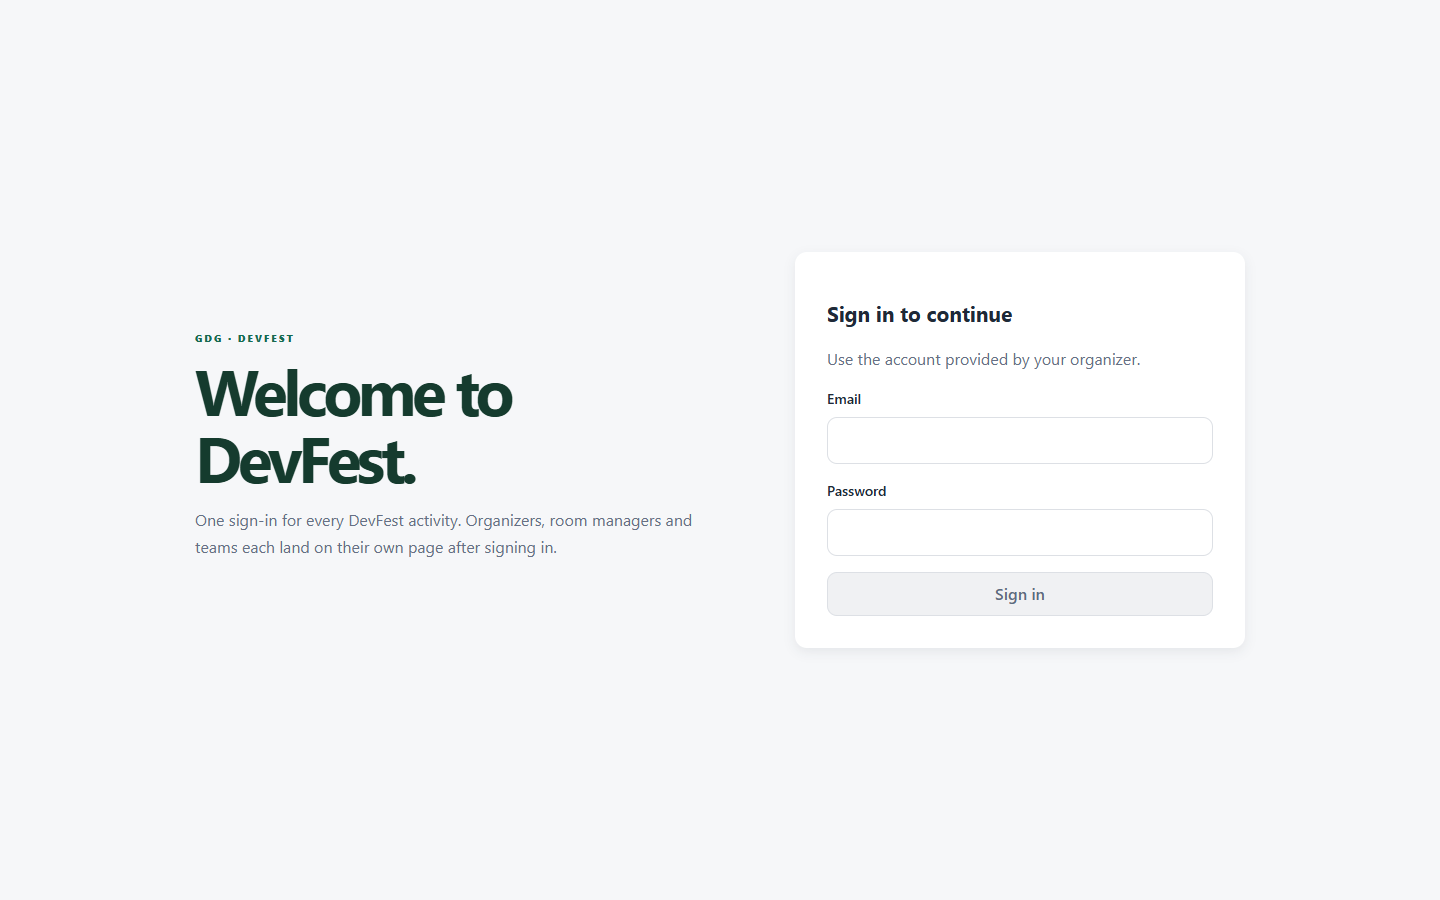 GDG · DEVFEST
Welcome to
DevFest.
One sign-in for every DevFest activity. Organizers, room managers and
teams each land on their own page after signing in.
Sign in to continue
Use the account provided by your organizer.
Email
Password
Sign in